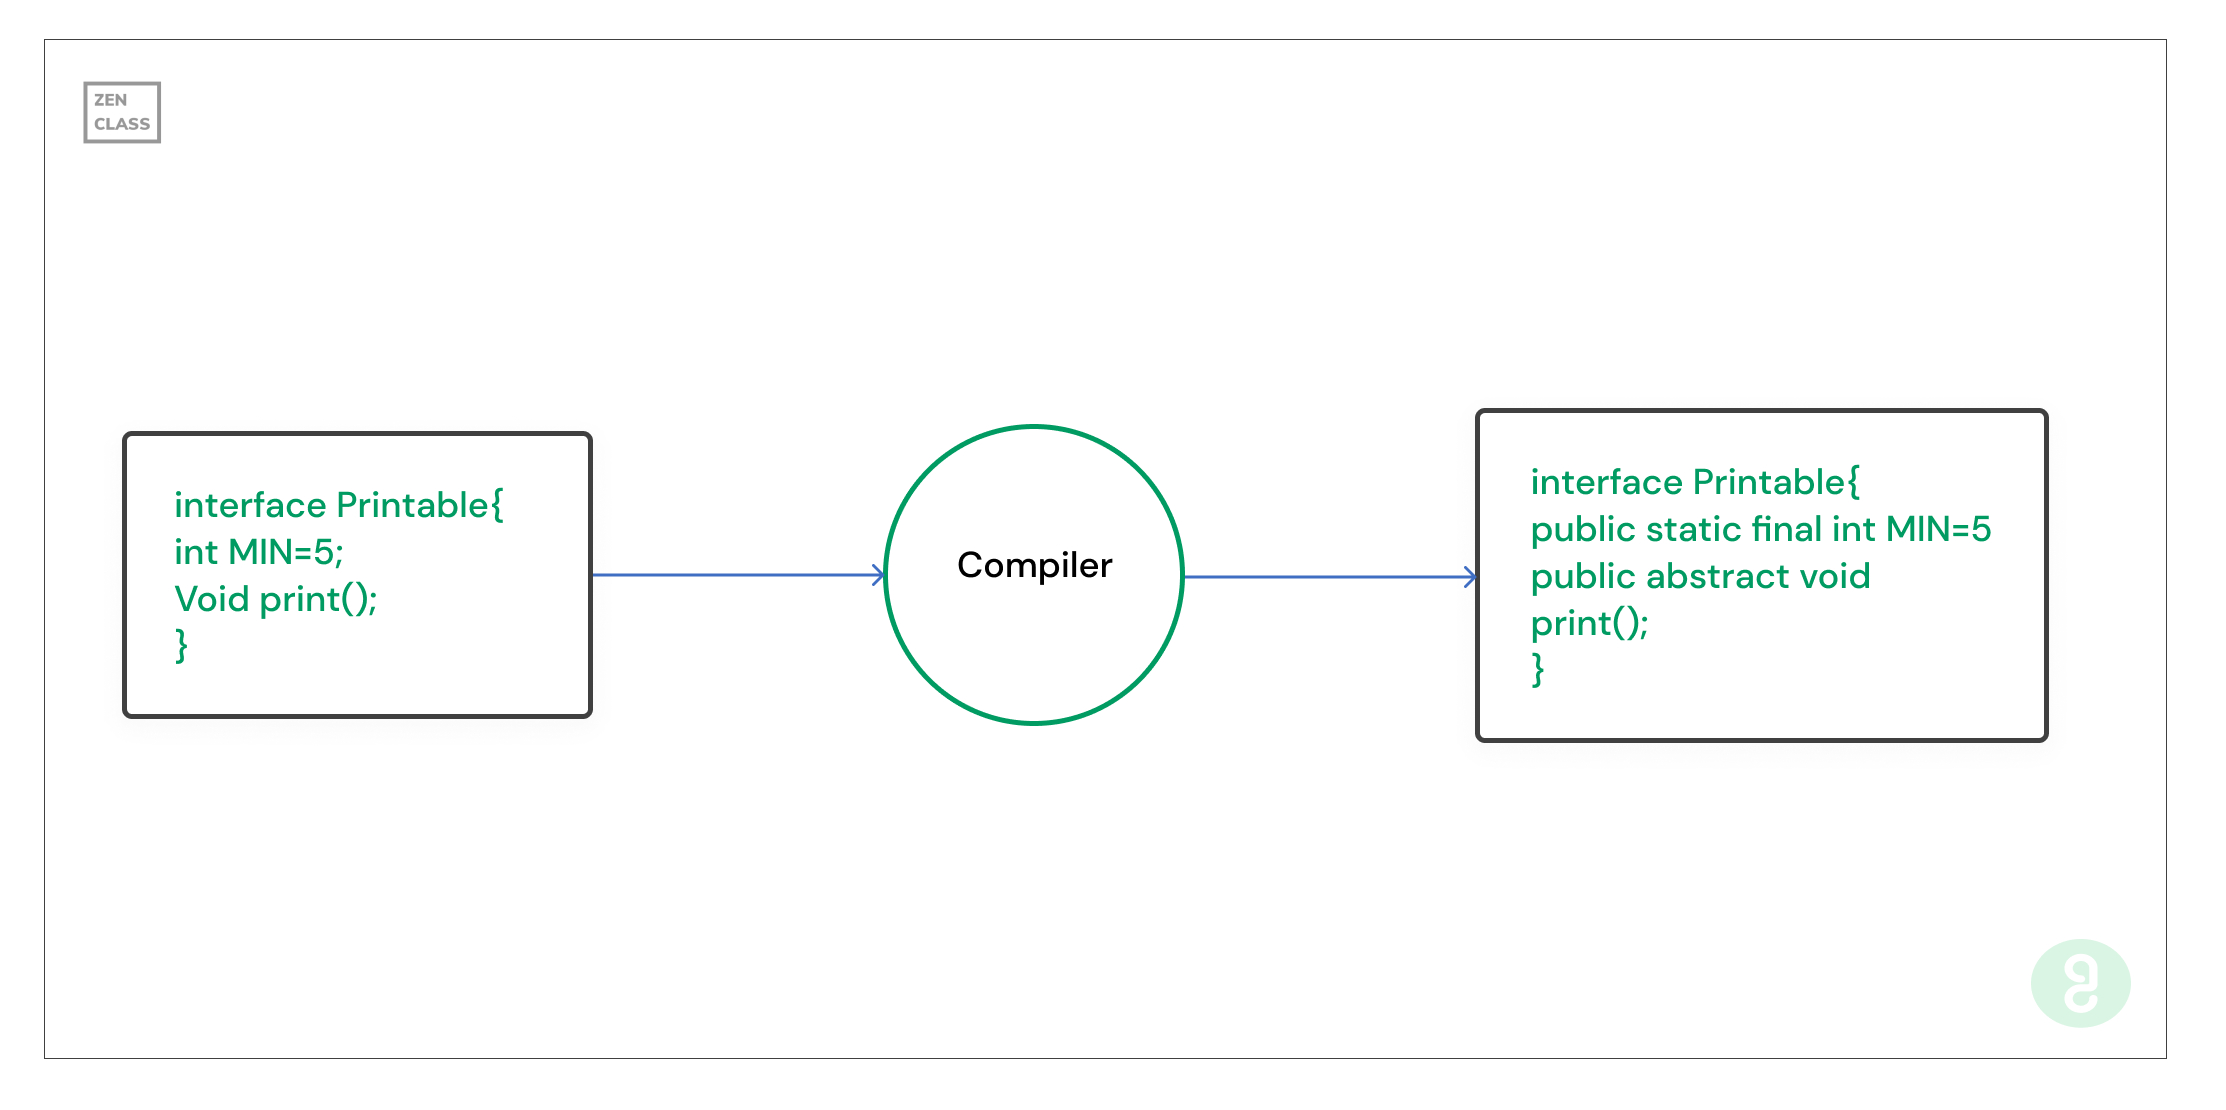 ZEN
CLASS
interface Printable{
int MIN=5;
Void print();
}
Compiler
interface Printable{
public static final int MIN=5
public abstract void
print();
}